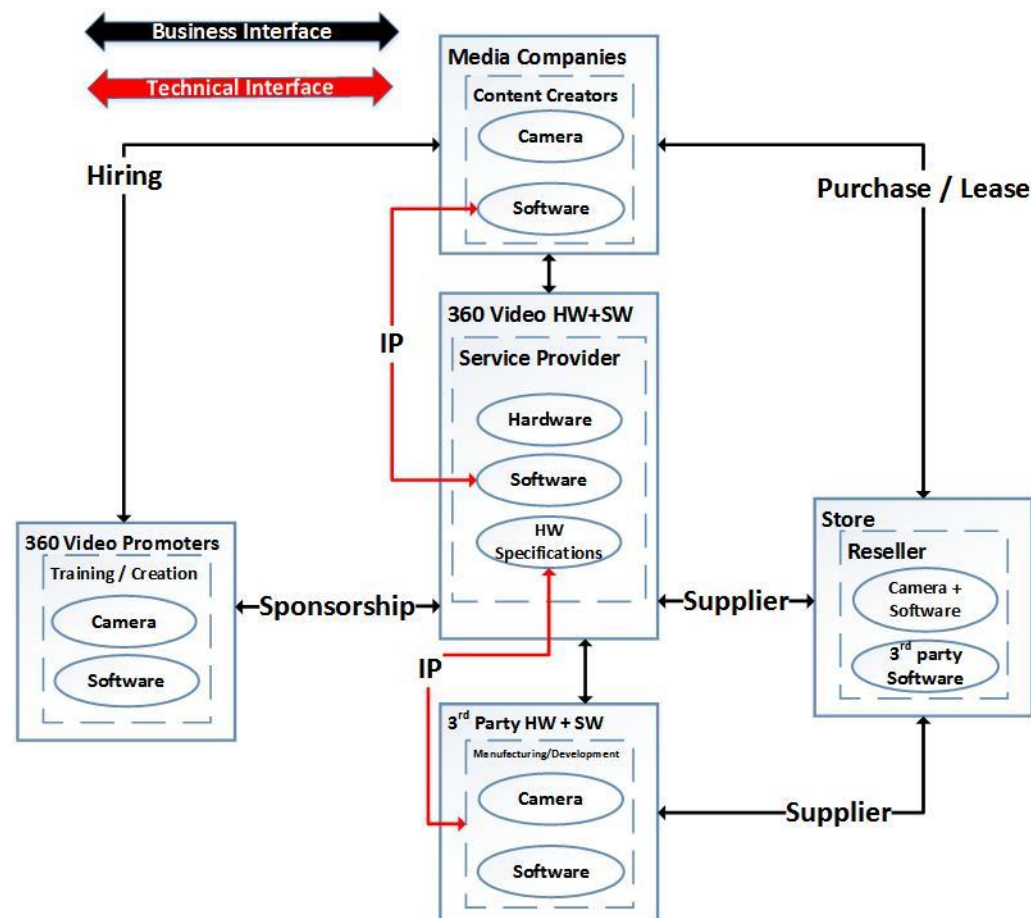 Business Interface
Technical Interface
Media Companies
Content Creators
Camera
Software
Hiring
Purchase / Lease
IP
360 Video HW+SW
Service Provider
Hardware
Software
HW
Specifications
360 Video Promoters
Training / Creation
Camera
Software
Sponsorship
Supplier
Store
Reseller
Camera +
Software
3rd party
Software
IP
3rd Party HW + SW
Manufacturing/Development
Camera
Software
Supplier